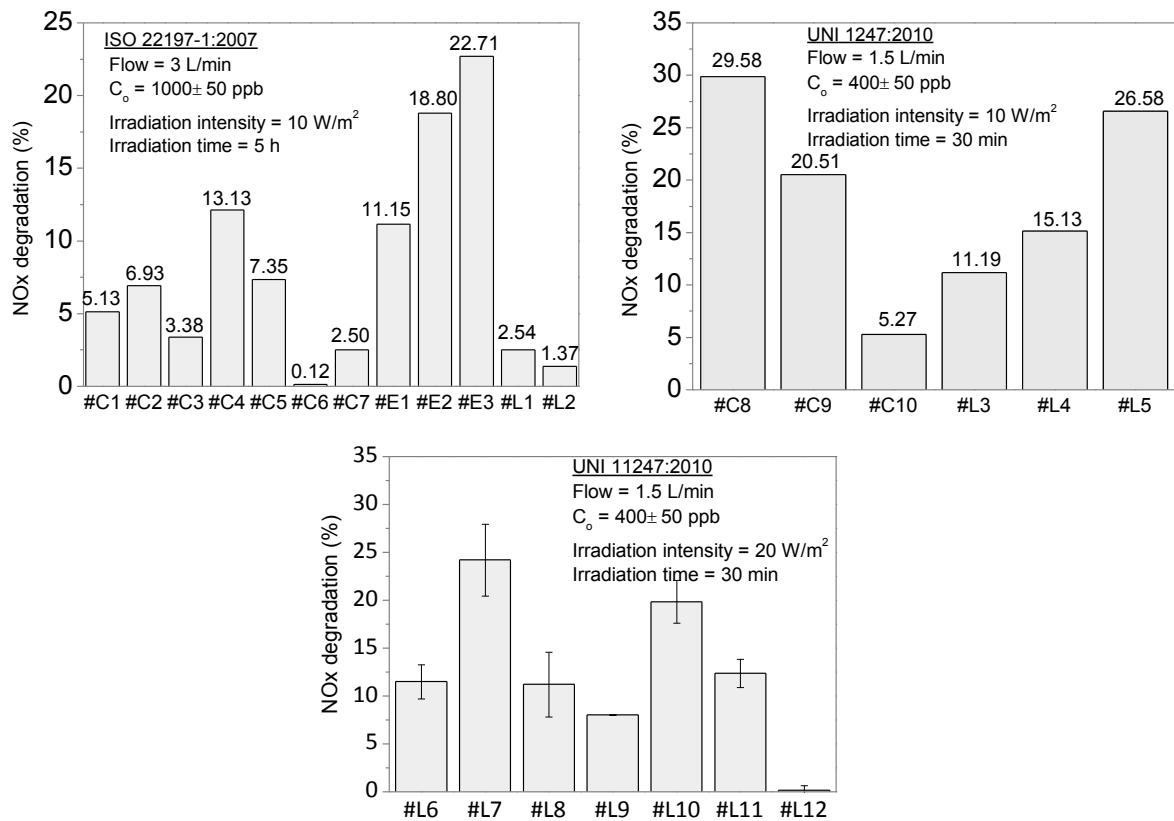 25
20
15
10
5
0
NOx degradation (%)
ISO 22197-1:2007
Flow = 3 L/min
Co = 1000± 50 ppb
Irradiation intensity = 10 W/m²
Irradiation time = 5 h
5.13
6.93
3.38
13.13
7.35
0.12
2.50
11.15
18.80
22.71
2.54
1.37
#C1 #C2 #C3 #C4 #C5 #C6 #C7 #E1 #E2 #E3 #L1 #L2
35
30
25
20
15
10
5
0
NOx degradation (%)
UNI 1247:2010
Flow = 1.5 L/min
Co = 400± 50 ppb
Irradiation intensity = 10 W/m²
Irradiation time = 30 min
29.58
20.51
5.27
11.19
15.13
26.58
#C8 #C9 #C10 #L3 #L4 #L5
35
30
25
20
15
10
5
0
NOx degradation (%)
UNI 11247:2010
Flow = 1.5 L/min
Co = 400± 50 ppb
Irradiation intensity = 20 W/m²
Irradiation time = 30 min
#L6 #L7 #L8 #L9 #L10 #L11 #L12